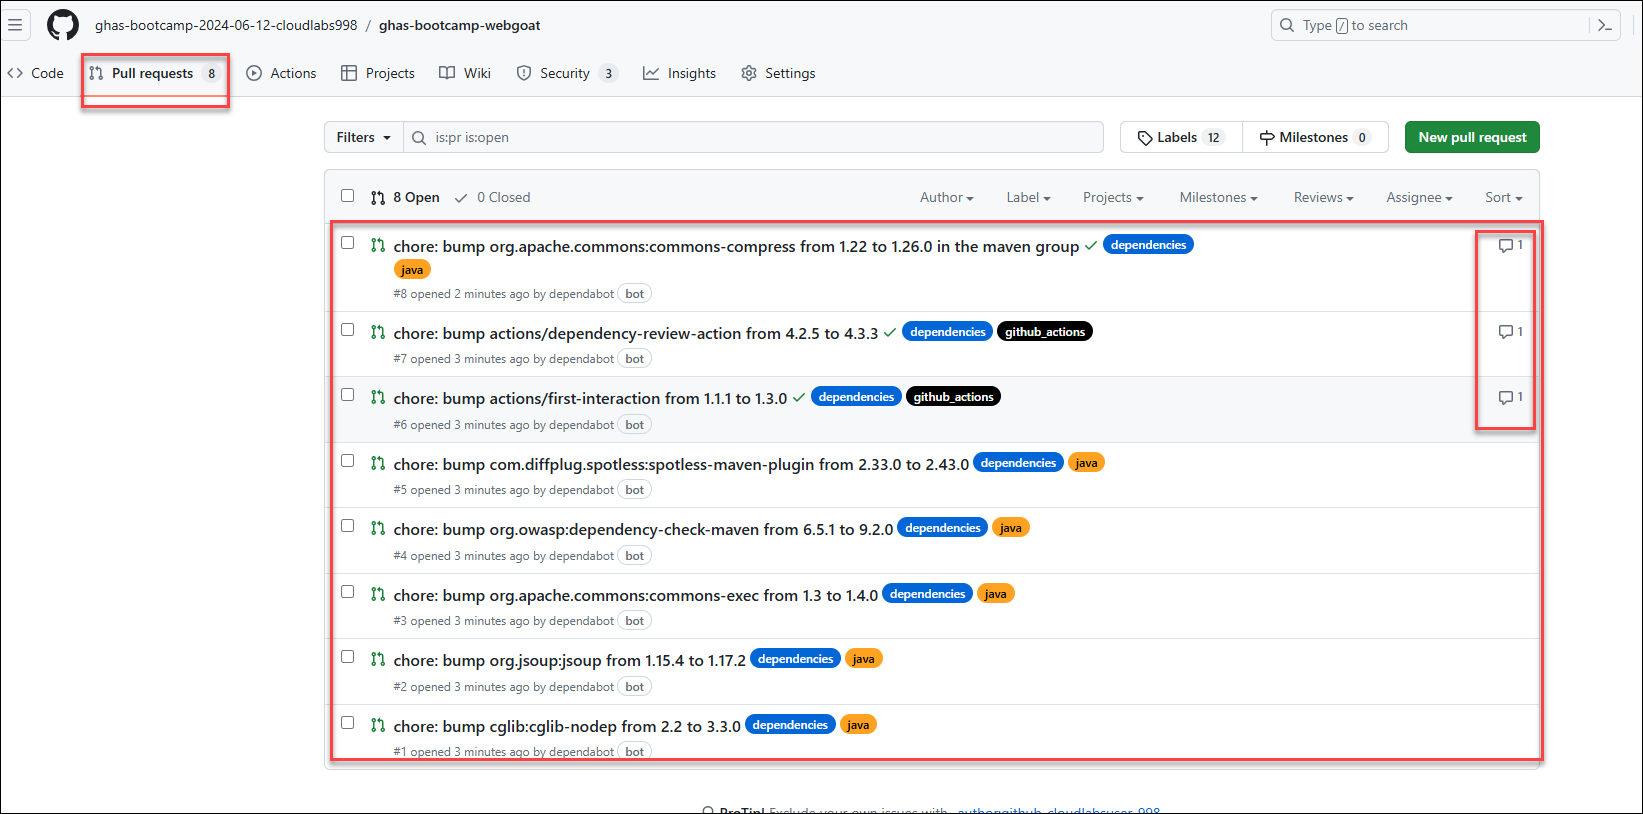 ghas-bootcamp-2024-06-12-cloudlabs998 / ghas-bootcamp-webgoat Type / to search
Code Pull requests 8 Actions Projects Wiki Security 3 Insights Settings
Filters is:pr is:open Labels 12 Milestones 0 New pull request
8 Open 0 Closed Author Label Projects Milestones Reviews Assignee Sort
chore: bump org.apache.commons:commons-compress from 1.22 to 1.26.0 in the maven group dependencies 1
java
#8 opened 2 minutes ago by dependabot bot
chore: bump actions/dependency-review-action from 4.2.5 to 4.3.3 dependencies github_actions 1
#7 opened 3 minutes ago by dependabot bot
chore: bump actions/first-interaction from 1.1.1 to 1.3.0 dependencies github_actions 1
#6 opened 3 minutes ago by dependabot bot
chore: bump com.diffplug.spotless:spotless-maven-plugin from 2.33.0 to 2.43.0 dependencies java
#5 opened 3 minutes ago by dependabot bot
chore: bump org.owasp:dependency-check-maven from 6.5.1 to 9.2.0 dependencies java
#4 opened 3 minutes ago by dependabot bot
chore: bump org.apache.commons:commons-exec from 1.3 to 1.4.0 dependencies java
#3 opened 3 minutes ago by dependabot bot
chore: bump org.jsoup:jsoup from 1.15.4 to 1.17.2 dependencies java
#2 opened 3 minutes ago by dependabot bot
chore: bump cglib:cglib-nodep from 2.2 to 3.3.0 dependencies java
#1 opened 3 minutes ago by dependabot bot
ProTip! Exclude your own issues with -author:github-cloudlabsuser-998